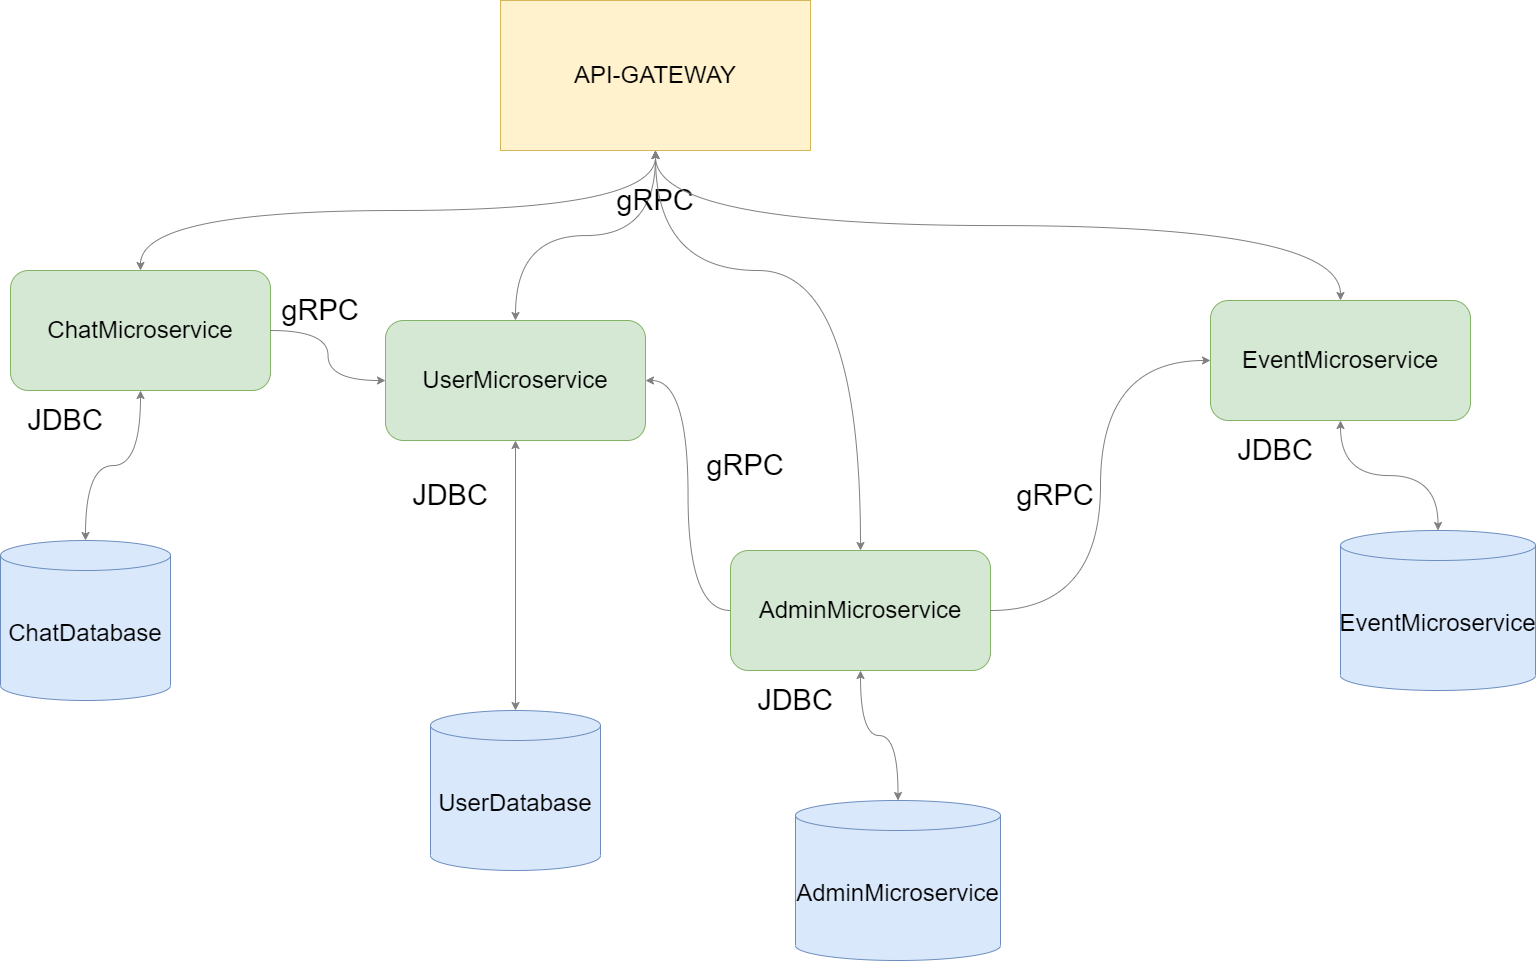 API-GATEWAY
gRPC
ChatMicroservice
gRPC
UserMicroservice
EventMicroservice
JDBC
JDBC
gRPC
gRPC
JDBC
ChatDatabase
AdminMicroservice
EventMicroservice
JDBC
UserDatabase
AdminMicroservice